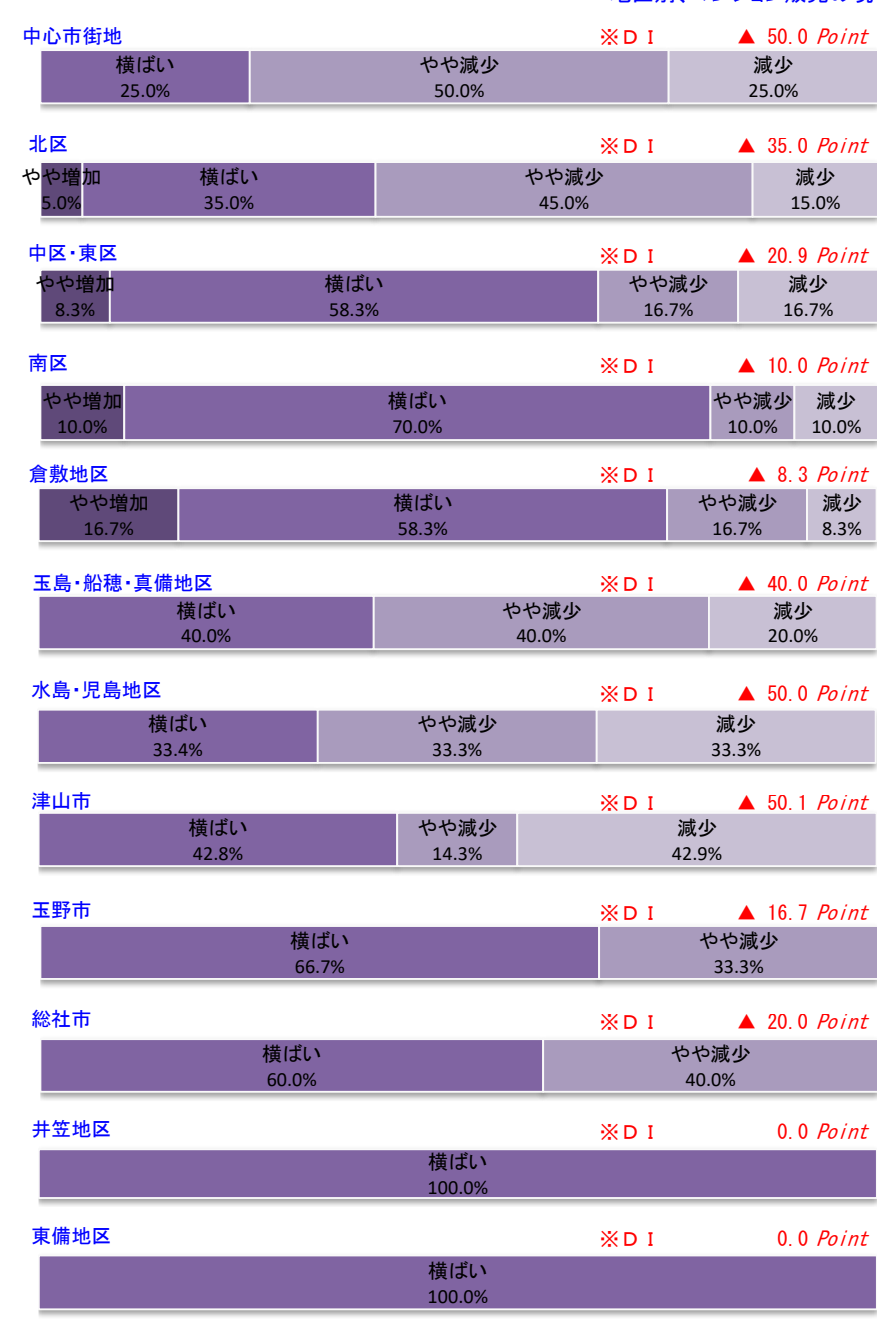 中心市街地 ※ＤＩ ▲ 50.0 Point
横ばい やや減少 減少
25.0% 50.0% 25.0%
北区 ※ＤＩ ▲ 35.0 Point
やや増加 横ばい やや減少 減少
5.0% 35.0% 45.0% 15.0%
中区・東区 ※ＤＩ ▲ 20.9 Point
やや増加 横ばい やや減少 減少
8.3% 58.3% 16.7% 16.7%
南区 ※ＤＩ ▲ 10.0 Point
やや増加 横ばい やや減少 減少
10.0% 70.0% 10.0% 10.0%
倉敷地区 ※ＤＩ ▲ 8.3 Point
やや増加 横ばい やや減少 減少
16.7% 58.3% 16.7% 8.3%
玉島・船穂・真備地区 ※ＤＩ ▲ 40.0 Point
横ばい やや減少 減少
40.0% 40.0% 20.0%
水島・児島地区 ※ＤＩ ▲ 50.0 Point
横ばい やや減少 減少
33.4% 33.3% 33.3%
津山市 ※ＤＩ ▲ 50.1 Point
横ばい やや減少 減少
42.8% 14.3% 42.9%
玉野市 ※ＤＩ ▲ 16.7 Point
横ばい やや減少
66.7% 33.3%
総社市 ※ＤＩ ▲ 20.0 Point
横ばい やや減少
60.0% 40.0%
井笠地区 ※ＤＩ 0.0 Point
横ばい
100.0%
東備地区 ※ＤＩ 0.0 Point
横ばい
100.0%